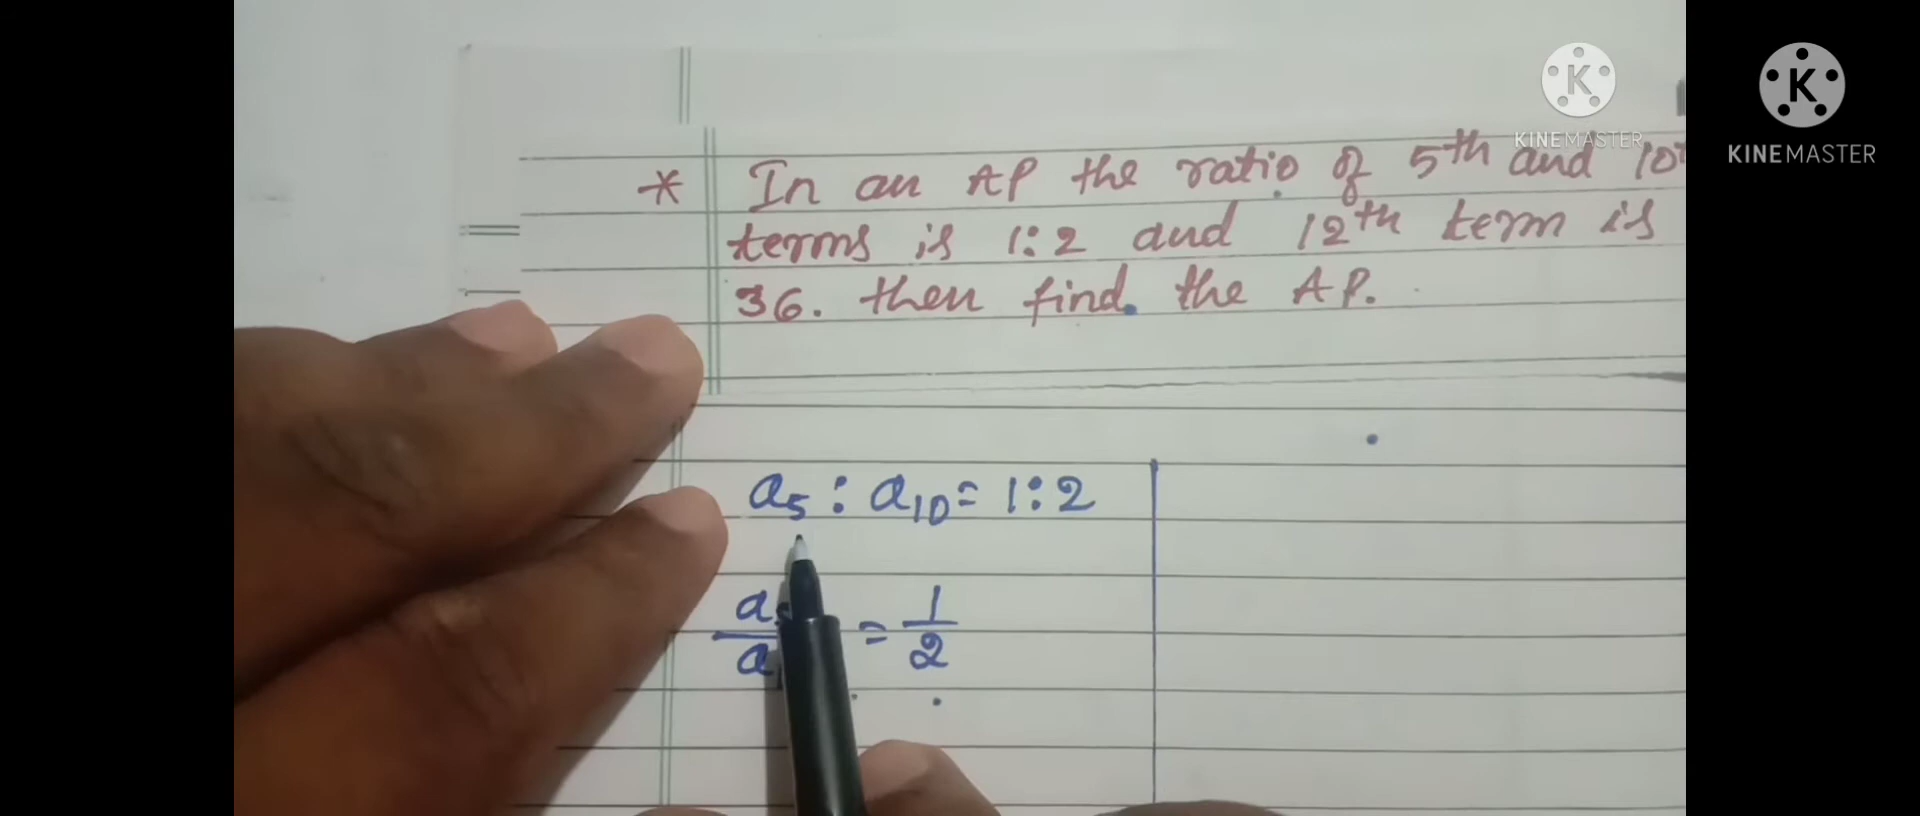 KINEMASTER
KINEMASTER
* In an AP the ratio of 5th and 10
terms is 1:2 and 12th term is
36. then find. the AP.
a5 : a10 = 1:2
a
a = 1/2